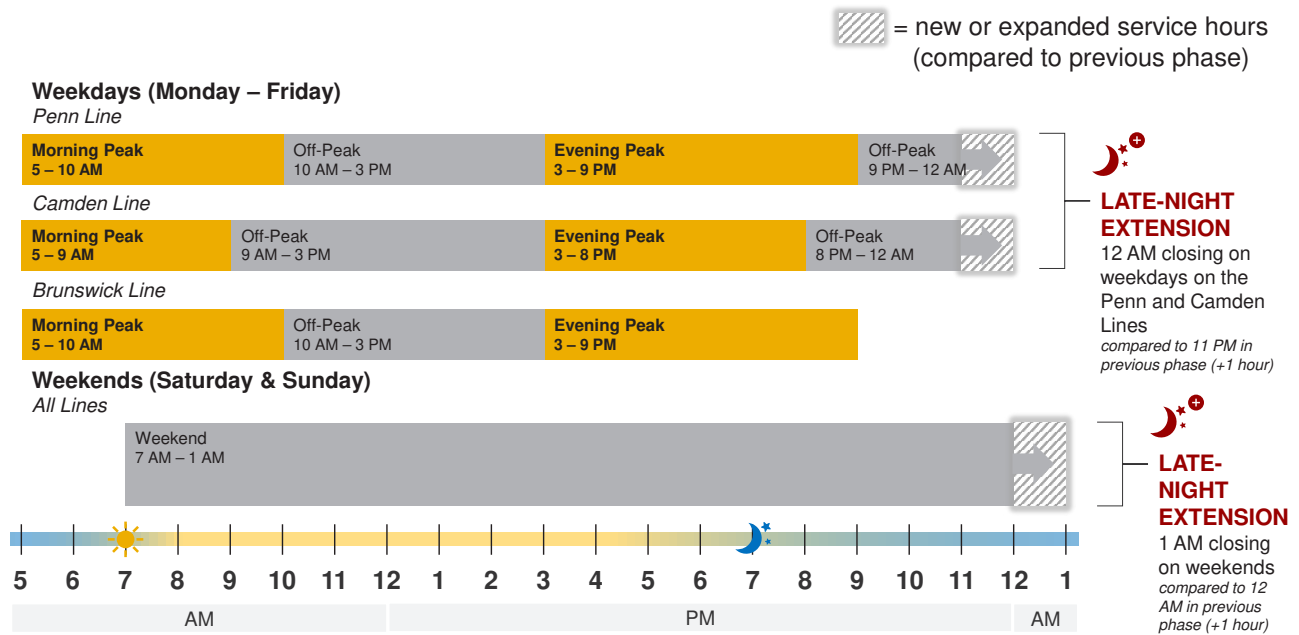 = new or expanded service hours
(compared to previous phase)
Weekdays (Monday – Friday)
Penn Line
Morning Peak
5 – 10 AM
Off-Peak
10 AM – 3 PM
Evening Peak
3 – 9 PM
Off-Peak
9 PM – 12 AM
Camden Line
Morning Peak
5 – 9 AM
Off-Peak
9 AM – 3 PM
Evening Peak
3 – 8 PM
Off-Peak
8 PM – 12 AM
Brunswick Line
Morning Peak
5 – 10 AM
Off-Peak
10 AM – 3 PM
Evening Peak
3 – 9 PM
LATE-NIGHT
EXTENSION
12 AM closing on
weekdays on the
Penn and Camden
Lines
compared to 11 PM in
previous phase (+1 hour)
Weekends (Saturday & Sunday)
All Lines
Weekend
7 AM – 1 AM
LATE-
NIGHT
EXTENSION
1 AM closing
on weekends
compared to 12
AM in previous
phase (+1 hour)
5 6 7 8 9 10 11 12 1 2 3 4 5 6 7 8 9 10 11 12 1
AM PM AM